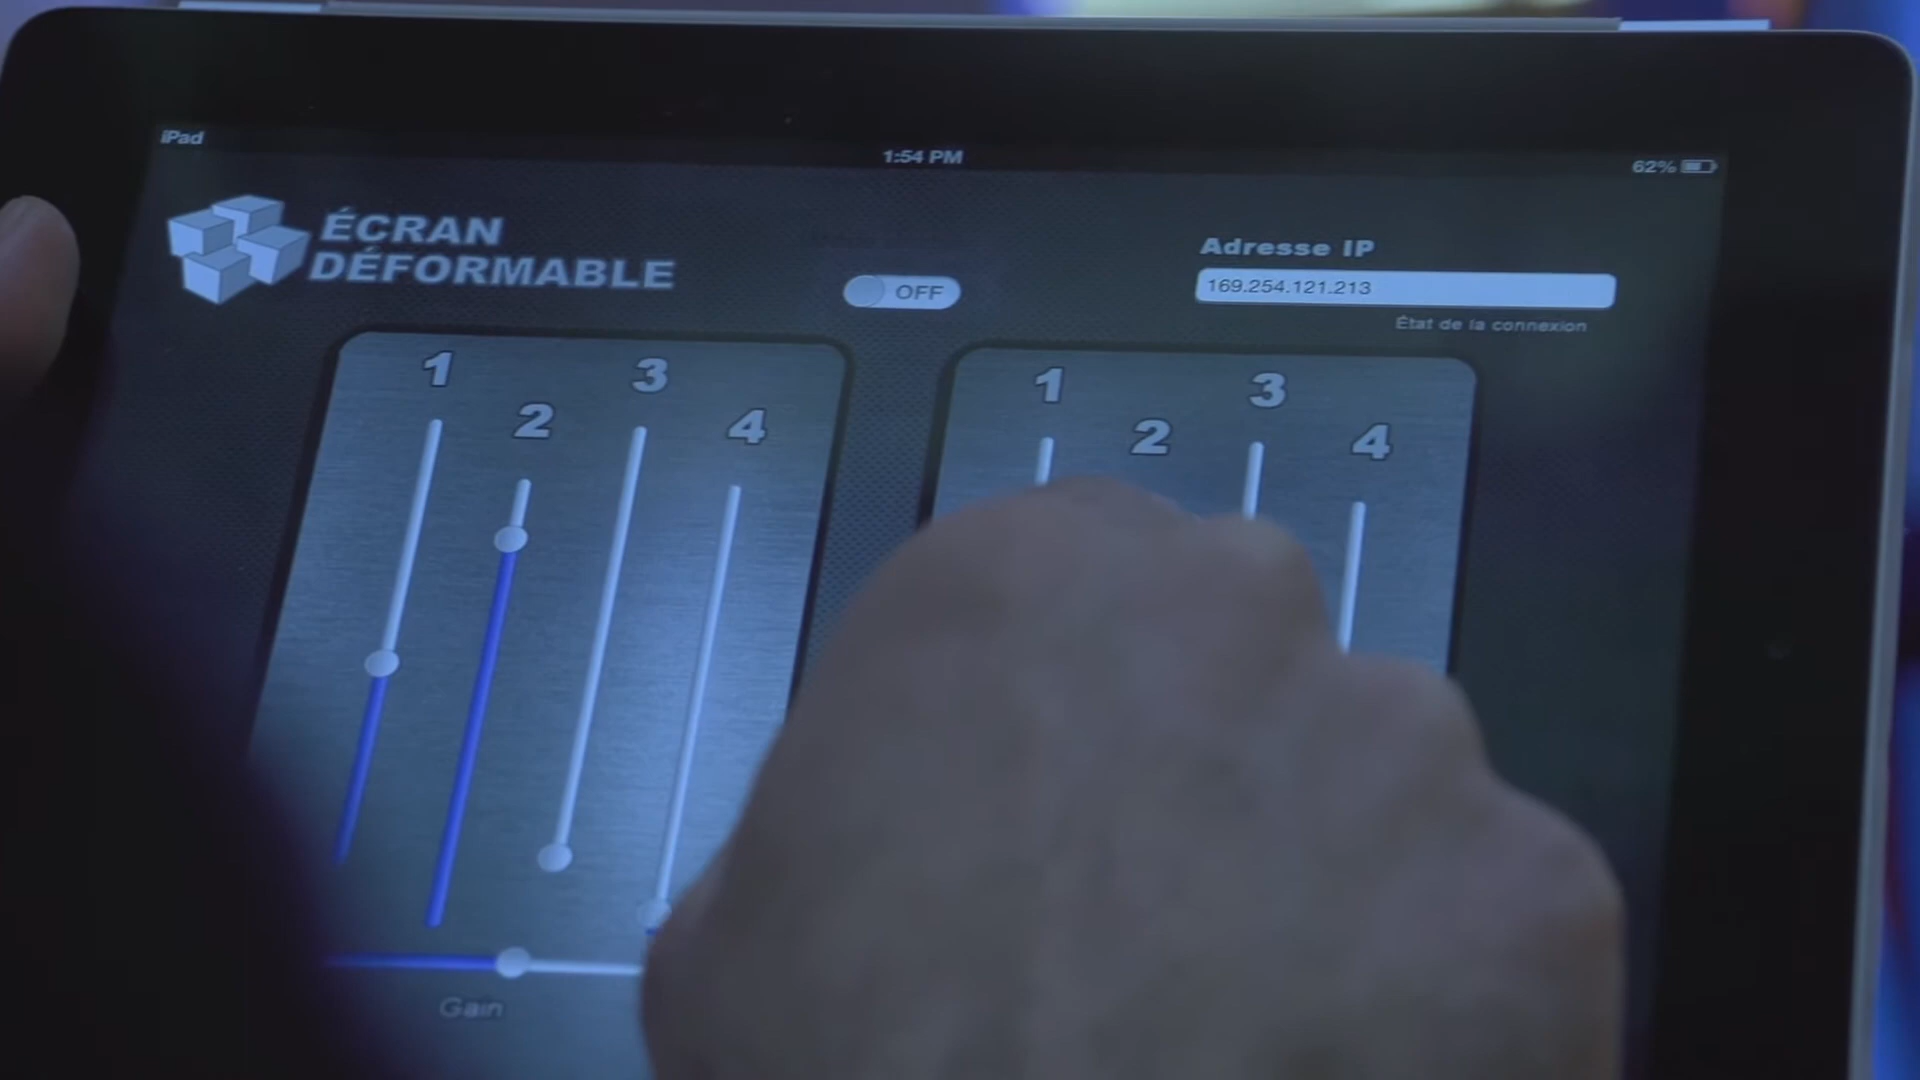 iPad
1:54 PM
62%
ÉCRAN
DÉFORMABLE
OFF
Adresse IP
169.254.121.213
État de la connexion
1
2
3
4
1
2
3
4
Gain